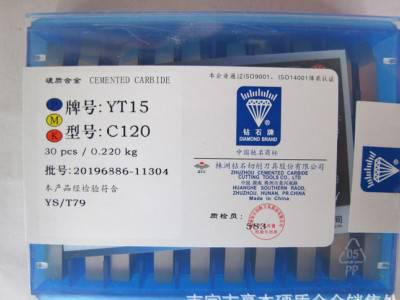 硬质合金 CEMENTED CARBIDE
本企业通过ISO9001、ISO14001体系认证
P
M
K
牌号: YT15
型号: C120
30 pcs / 0.220 kg
批号: 20196886-11304
本产品经检验符合
YS/T79
钻石牌
DIAMOND BRAND
中国驰名商标
株洲钻石切削刀具股份有限公司
ZHUZHOU CEMENTED CARBIDE
CUTTING TOOLS CO., LTD
HUANGHE SOUTHERN RAOD,
ZHUZHOU, HUNAN, P.R.CHINA
质检员:
583
05
PP